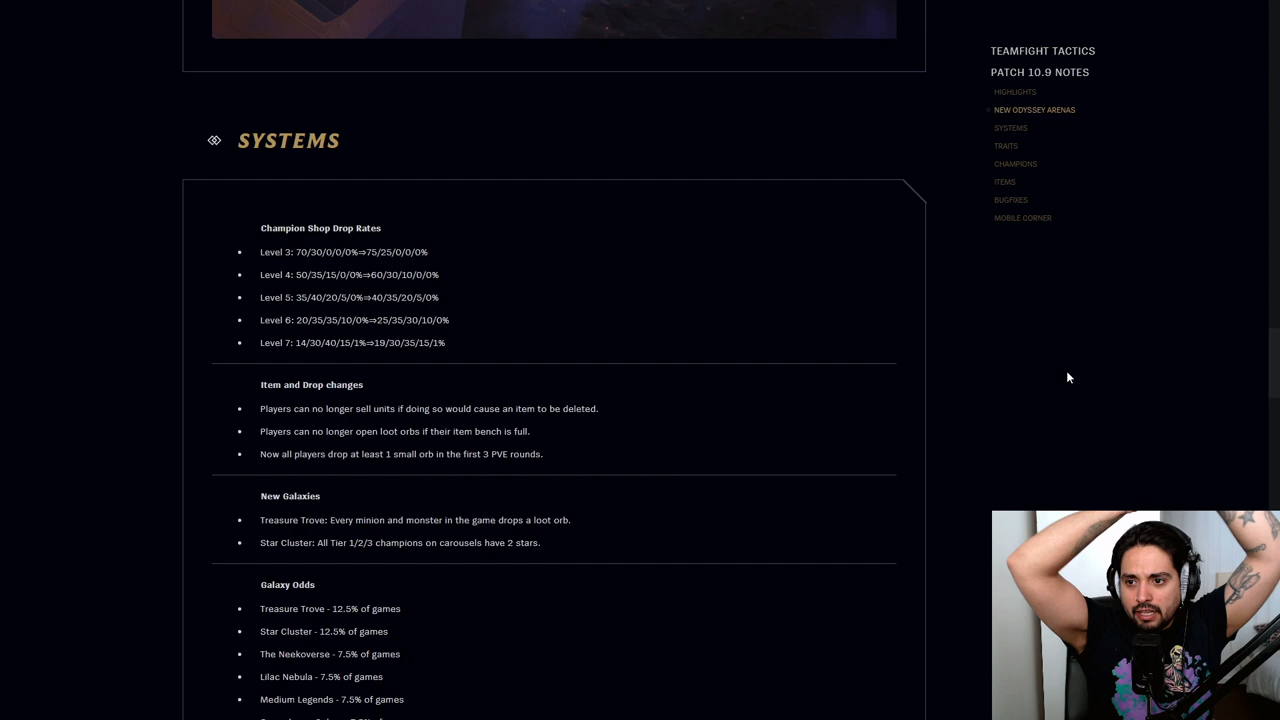 TEAMFIGHT TACTICS
PATCH 10.9 NOTES
HIGHLIGHTS
NEW ODYSSEY ARENAS
SYSTEMS
TRAITS
CHAMPIONS
ITEMS
BUGFIXES
MOBILE CORNER
SYSTEMS
Champion Shop Drop Rates
Level 3: 70/30/0/0/0%⇒75/25/0/0/0%
Level 4: 50/35/15/0/0%⇒60/30/10/0/0%
Level 5: 35/40/20/5/0%⇒40/35/20/5/0%
Level 6: 20/35/35/10/0%⇒25/35/30/10/0%
Level 7: 14/30/40/15/1%⇒19/30/35/15/1%
Item and Drop changes
Players can no longer sell units if doing so would cause an item to be deleted.
Players can no longer open loot orbs if their item bench is full.
Now all players drop at least 1 small orb in the first 3 PVE rounds.
New Galaxies
Treasure Trove: Every minion and monster in the game drops a loot orb.
Star Cluster: All Tier 1/2/3 champions on carousels have 2 stars.
Galaxy Odds
Treasure Trove - 12.5% of games
Star Cluster - 12.5% of games
The Neekoverse - 7.5% of games
Lilac Nebula - 7.5% of games
Medium Legends - 7.5% of games